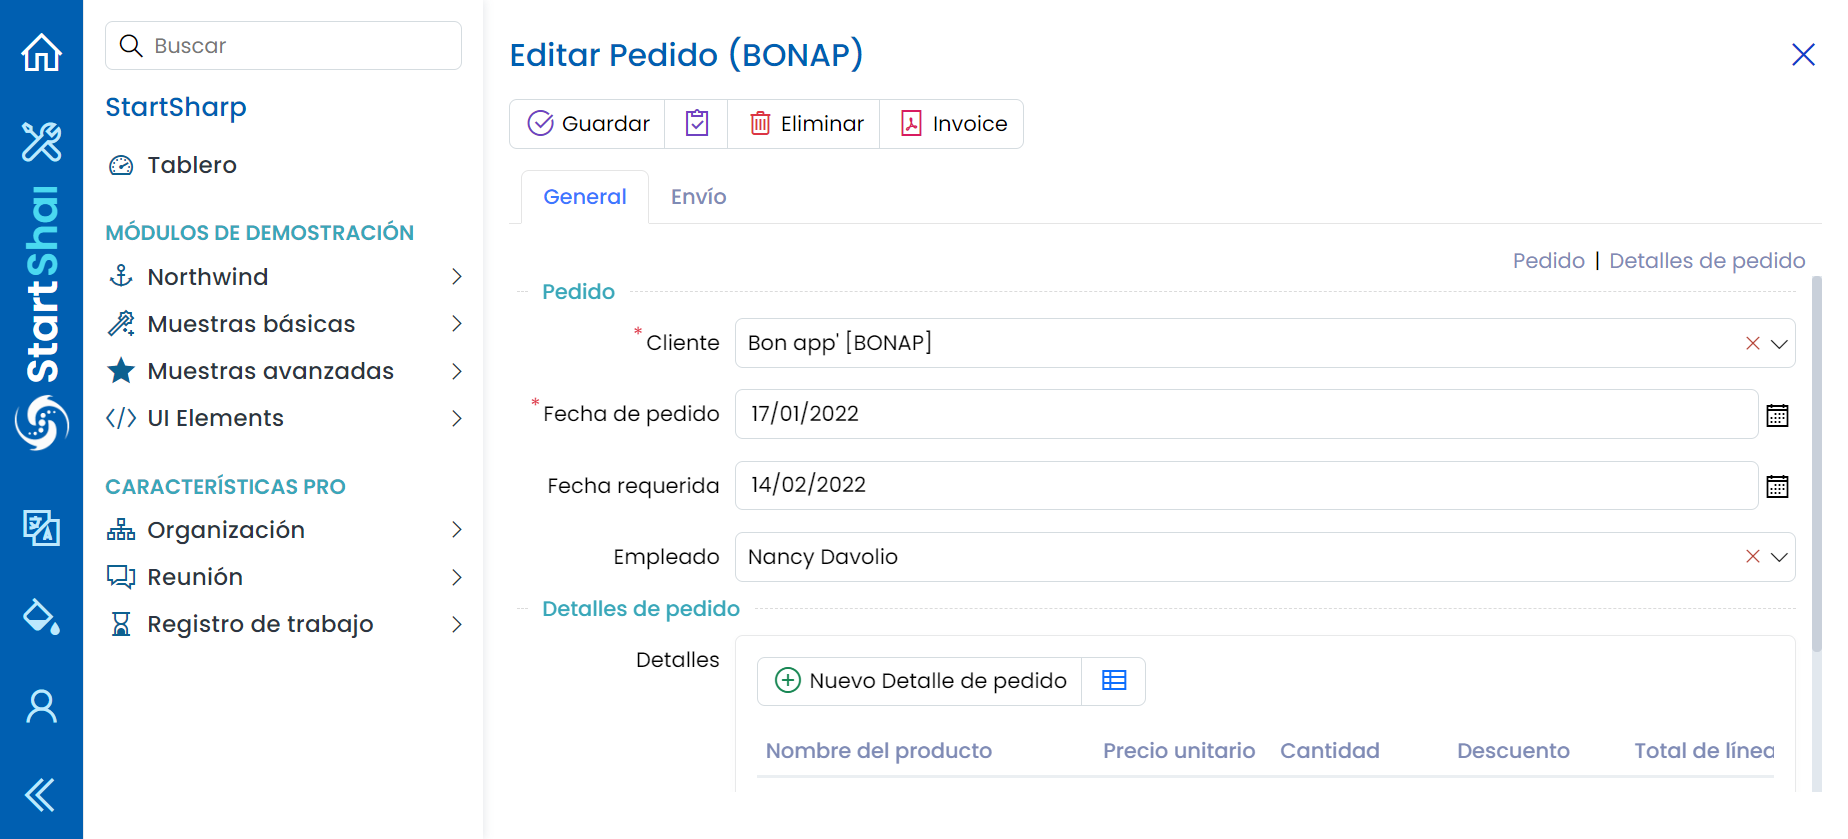 StartShar
Buscar
StartSharp
Tablero
MÓDULOS DE DEMOSTRACIÓN
Northwind
Muestras básicas
Muestras avanzadas
UI Elements
CARACTERÍSTICAS PRO
Organización
Reunión
Registro de trabajo
Editar Pedido (BONAP)
Guardar
Eliminar
Invoice
General
Envío
Pedido | Detalles de pedido
Pedido
* Cliente
Bon app' [BONAP]
* Fecha de pedido
17/01/2022
Fecha requerida
14/02/2022
Empleado
Nancy Davolio
Detalles de pedido
Detalles
Nuevo Detalle de pedido
Nombre del producto Precio unitario Cantidad Descuento Total de línea